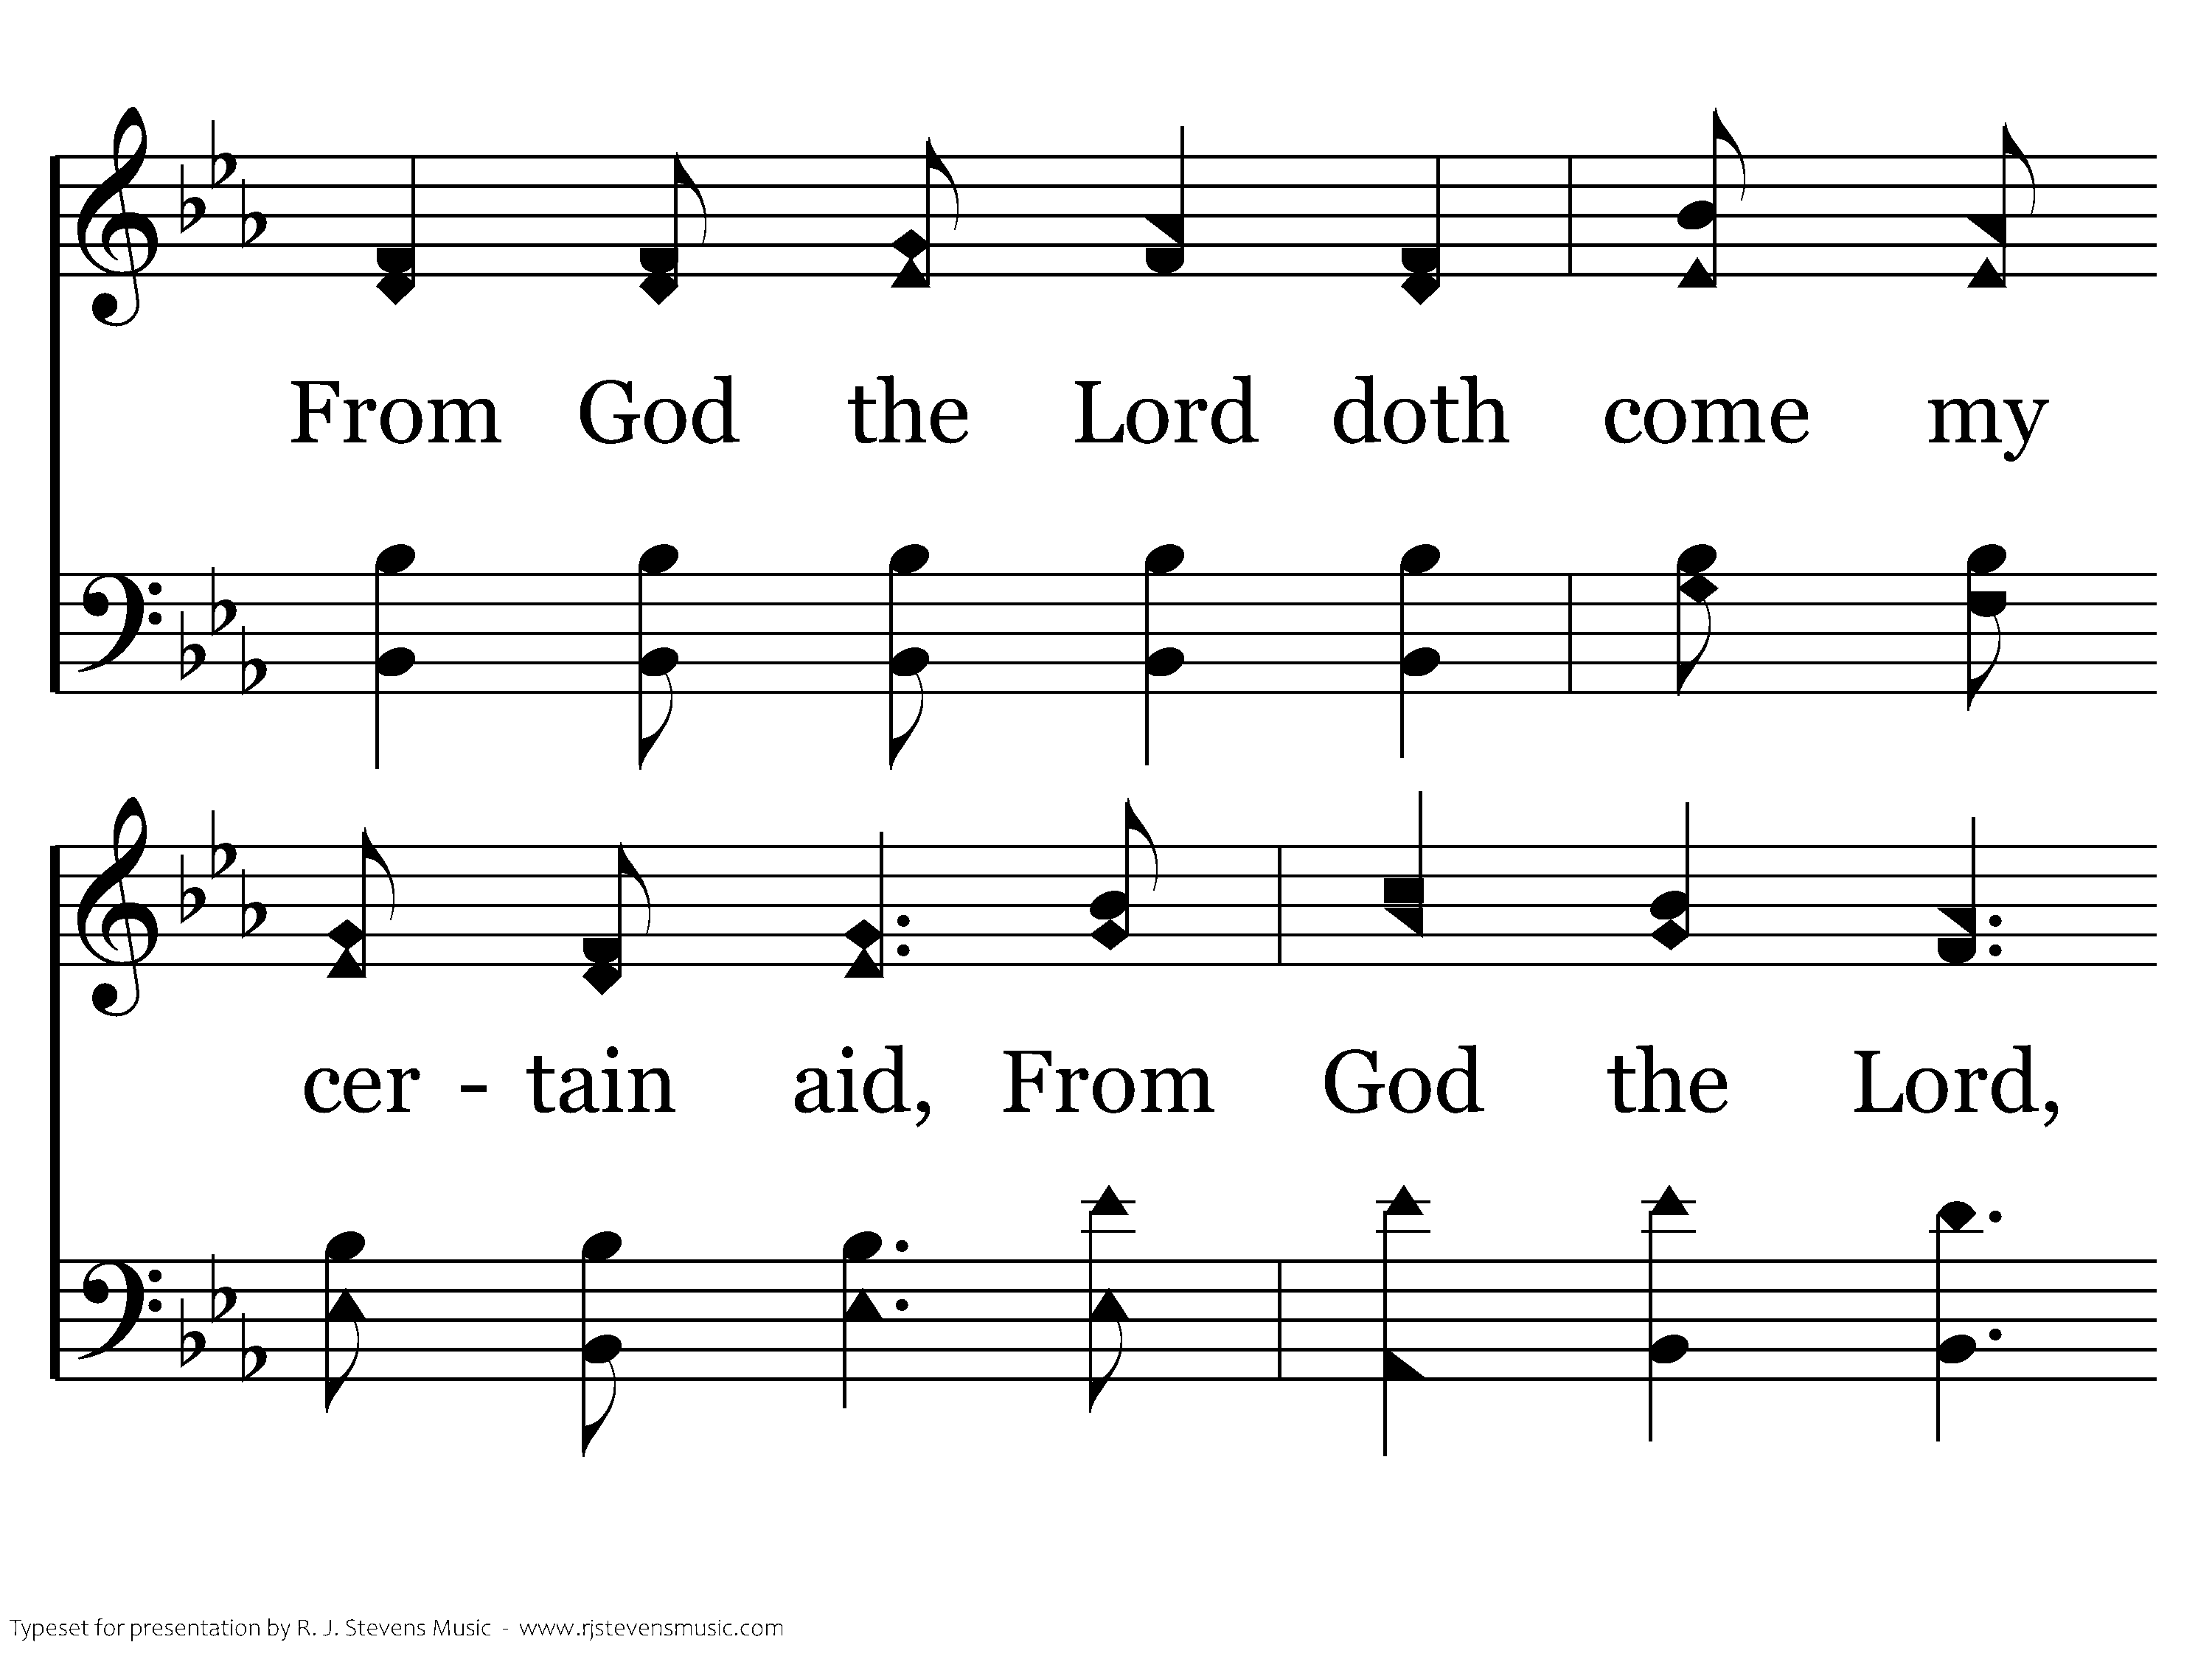 From God the Lord doth come my
cer - tain aid, From God the Lord,
Typeset for presentation by R. J. Stevens Music - www.rjstevensmusic.com